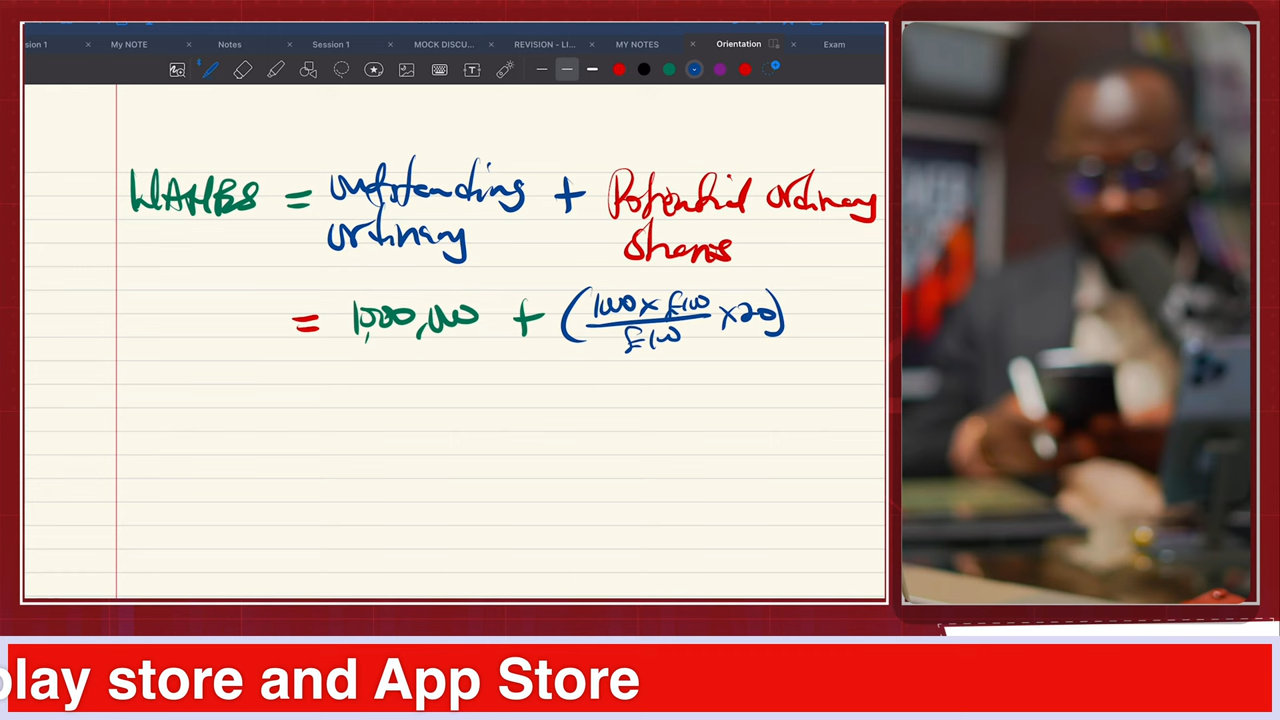 sion 1 My NOTE Notes Session 1 MOCK DISCU... REVISION - LI... MY NOTES Orientation Exam
WANES = outstanding + Potential ordinary
ordinary shares
= 1,000,000 + (1000 x £100 / £100 x 20)
play store and App Store